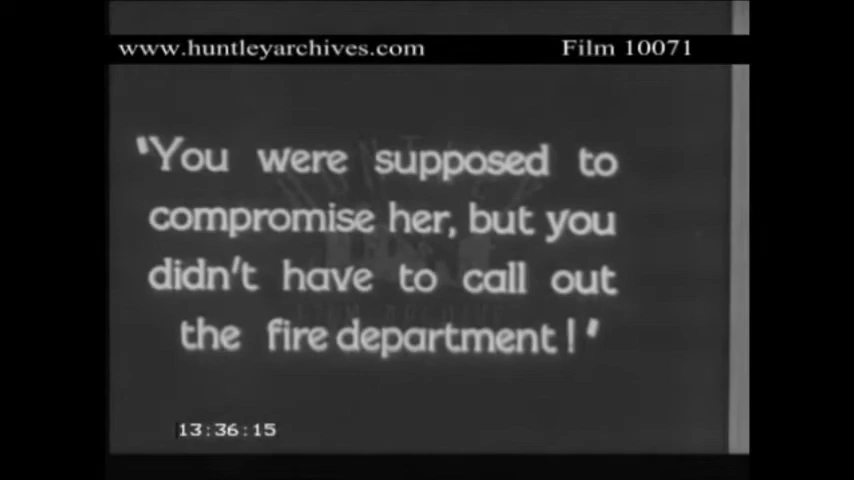 www.huntleyarchives.com Film 10071
"You were supposed to
compromise her, but you
didn't have to call out
the fire department!"
13:36:15